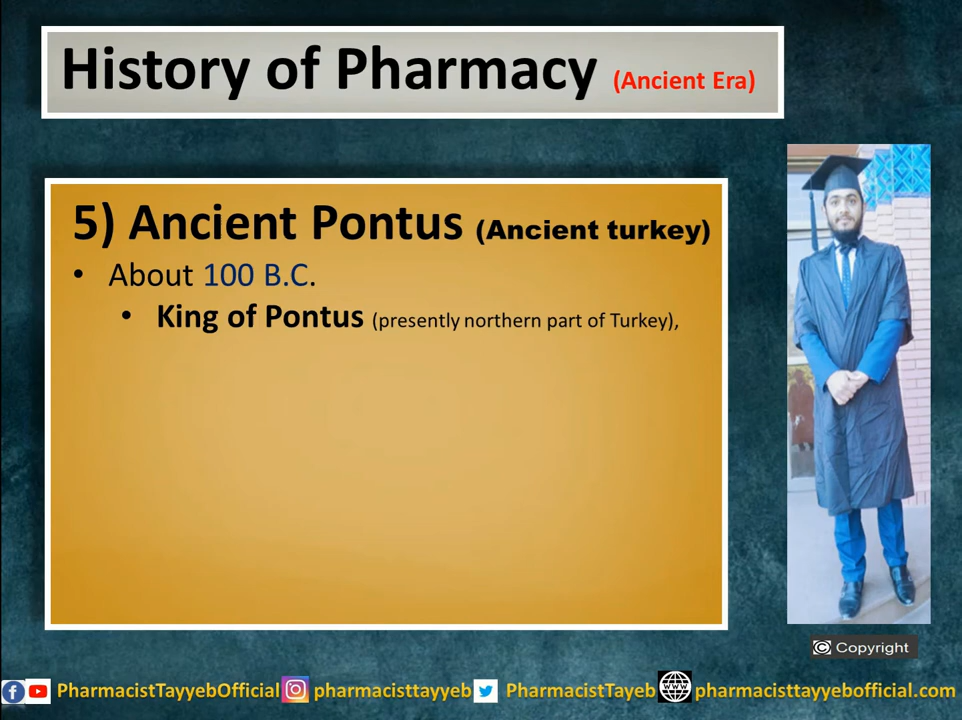 History of Pharmacy (Ancient Era)
5) Ancient Pontus (Ancient turkey)
• About 100 B.C.
• King of Pontus (presently northern part of Turkey),
© Copyright
PharmacistTayyebOfficial pharmacisttayyeb PharmacistTayeb WWW pharmacisttayyebofficial.com